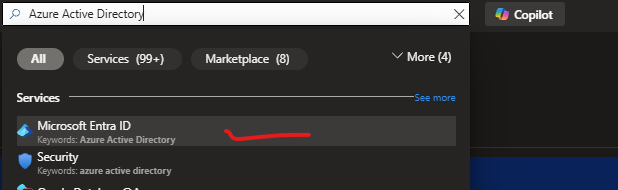 Azure Active Directory
Copilot
All
Services (99+)
Marketplace (8)
More (4)
Services
See more
Microsoft Entra ID
Keywords: Azure Active Directory
Security
Keywords: azure active directory